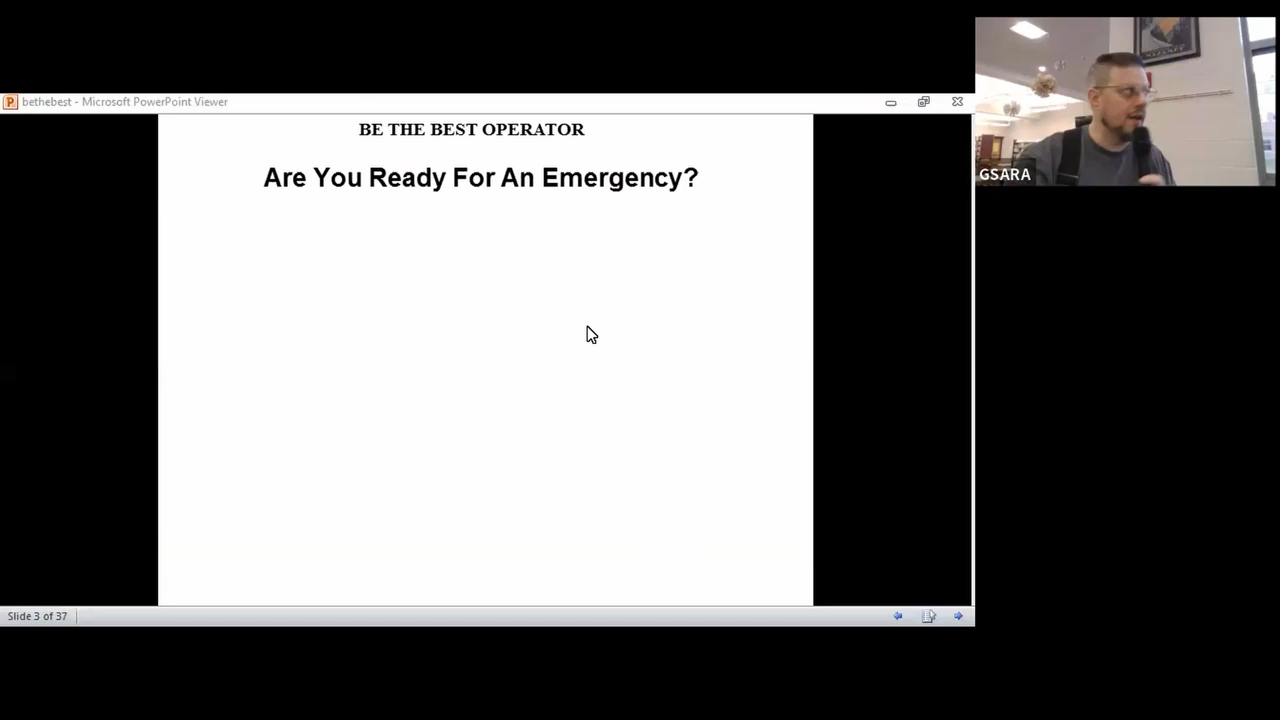 bethebest - Microsoft PowerPoint Viewer
BE THE BEST OPERATOR
Are You Ready For An Emergency?
GSARA
Slide 3 of 37